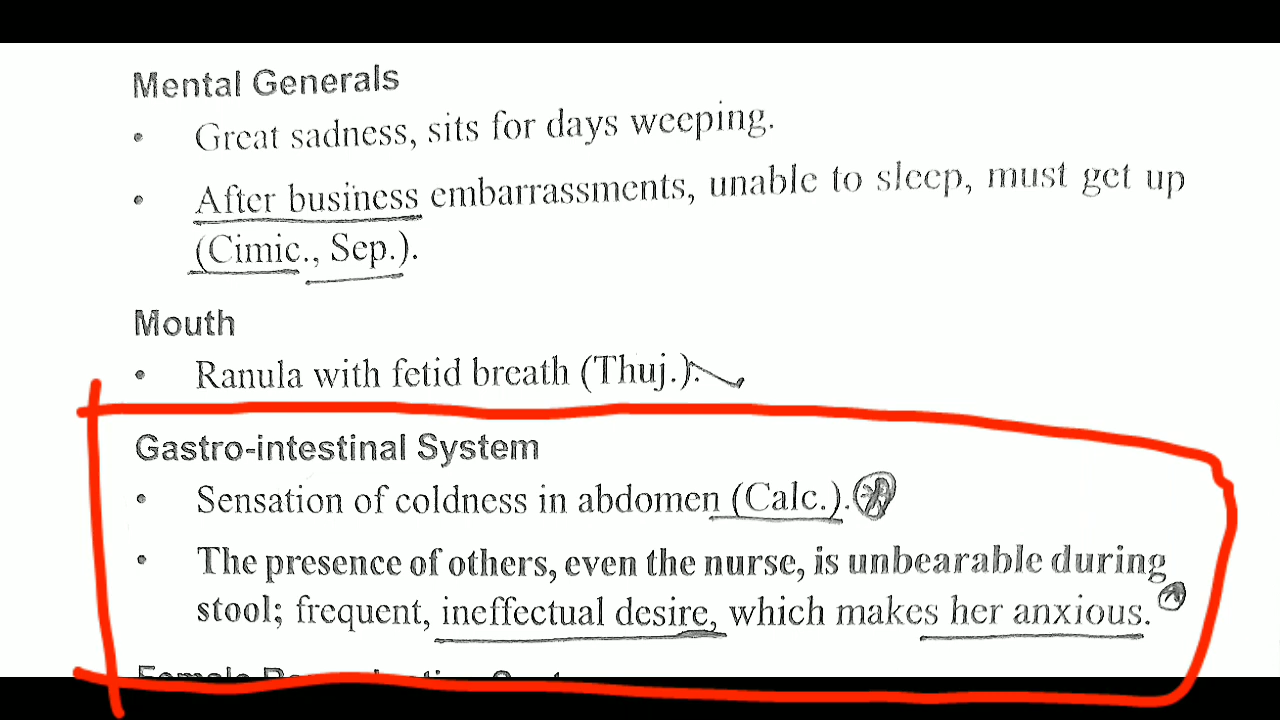 Mental Generals
• Great sadness, sits for days weeping.
• After business embarrassments, unable to sleep, must get up
(Cimic., Sep.).
Mouth
• Ranula with fetid breath (Thuj.).
Gastro-intestinal System
• Sensation of coldness in abdomen (Calc.).
• The presence of others, even the nurse, is unbearable during
stool; frequent, ineffectual desire, which makes her anxious.